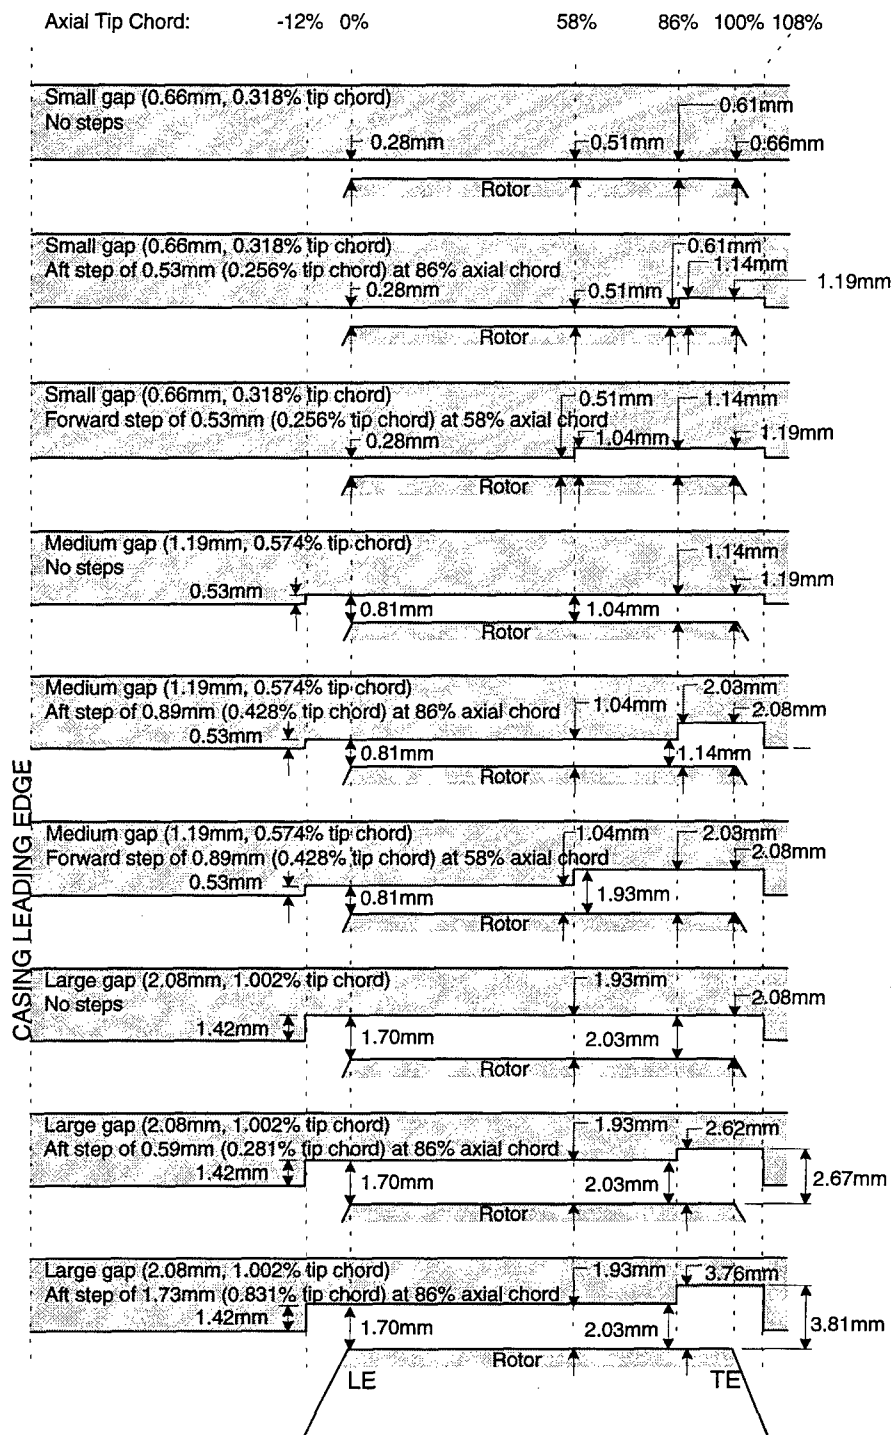 Axial Tip Chord: -12% 0% 58% 86% 100% 108%
Small gap (0.66mm, 0.318% tip chord)
No steps
0.61mm
0.28mm 0.51mm 0.66mm
Rotor
Small gap (0.66mm, 0.318% tip chord)
Aft step of 0.53mm (0.256% tip chord) at 86% axial chord
0.61mm
1.14mm
1.19mm
0.28mm 0.51mm
Rotor
Small gap (0.66mm, 0.318% tip chord)
Forward step of 0.53mm (0.256% tip chord) at 58% axial chord
0.51mm 1.14mm
0.28mm 1.04mm 1.19mm
Rotor
Medium gap (1.19mm, 0.574% tip chord)
No steps
1.14mm
0.53mm 1.19mm
0.81mm 1.04mm
Rotor
Medium gap (1.19mm, 0.574% tip chord)
Aft step of 0.89mm (0.428% tip chord) at 86% axial chord
2.03mm
1.04mm 2.08mm
0.53mm
0.81mm 1.14mm
Rotor
CASING LEADING EDGE
Medium gap (1.19mm, 0.574% tip chord)
Forward step of 0.89mm (0.428% tip chord) at 58% axial chord
1.04mm 2.03mm
2.08mm
0.53mm
0.81mm 1.93mm
Rotor
Large gap (2.08mm, 1.002% tip chord)
No steps
1.93mm
2.08mm
1.42mm
1.70mm 2.03mm
Rotor
Large gap (2.08mm, 1.002% tip chord)
Aft step of 0.59mm (0.281% tip chord) at 86% axial chord
1.93mm 2.62mm
1.42mm 2.67mm
1.70mm 2.03mm
Rotor
Large gap (2.08mm, 1.002% tip chord)
Aft step of 1.73mm (0.831% tip chord) at 86% axial chord
1.93mm 3.76mm
1.42mm 3.81mm
1.70mm 2.03mm
Rotor
LE TE